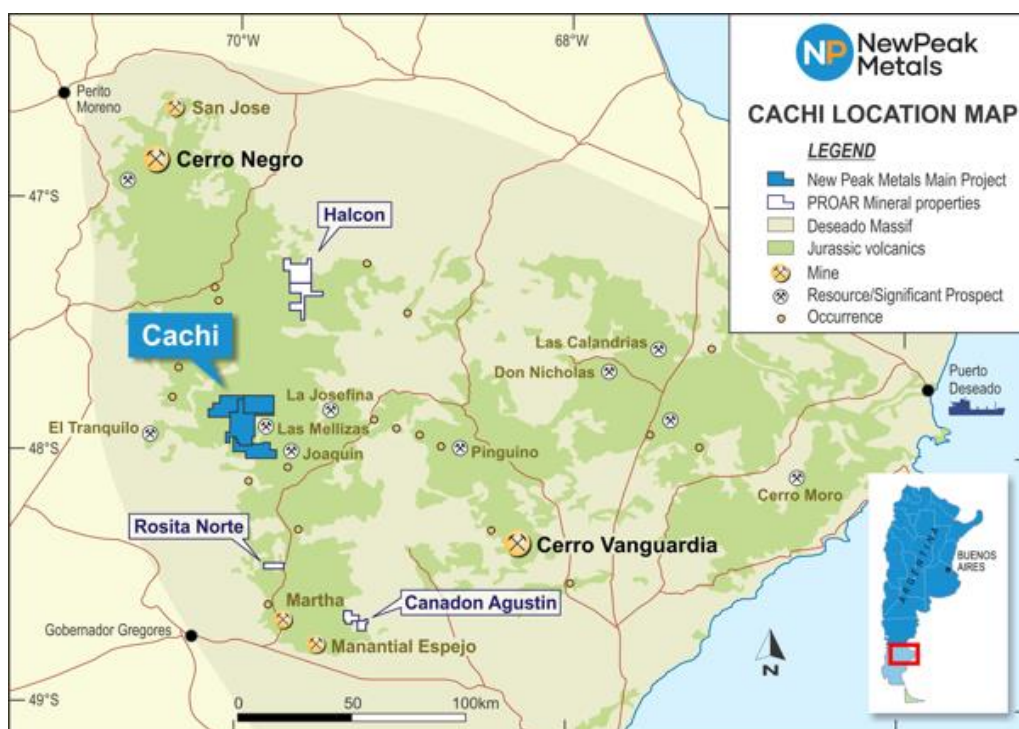 70°W
68°W
NP NewPeak
Metals
CACHI LOCATION MAP
LEGEND
New Peak Metals Main Project
PROAR Mineral properties
Deseado Massif
Jurassic volcanics
Mine
Resource/Significant Prospect
Occurrence
Perito
Moreno
San Jose
Cerro Negro
47°S
Halcon
Cachi
Las Calandrias
Don Nicholas
Puerto
Deseado
La Josefina
El Tranquilo
Las Mellizas
48°S
Joaquin
Pinguino
Cerro Moro
Rosita Norte
Cerro Vanguardia
ARGENTINA
BUENOS
AIRES
Martha
Canadon Agustin
Gobernador Gregores
Manantial Espejo
N
49°S
0
50
100km